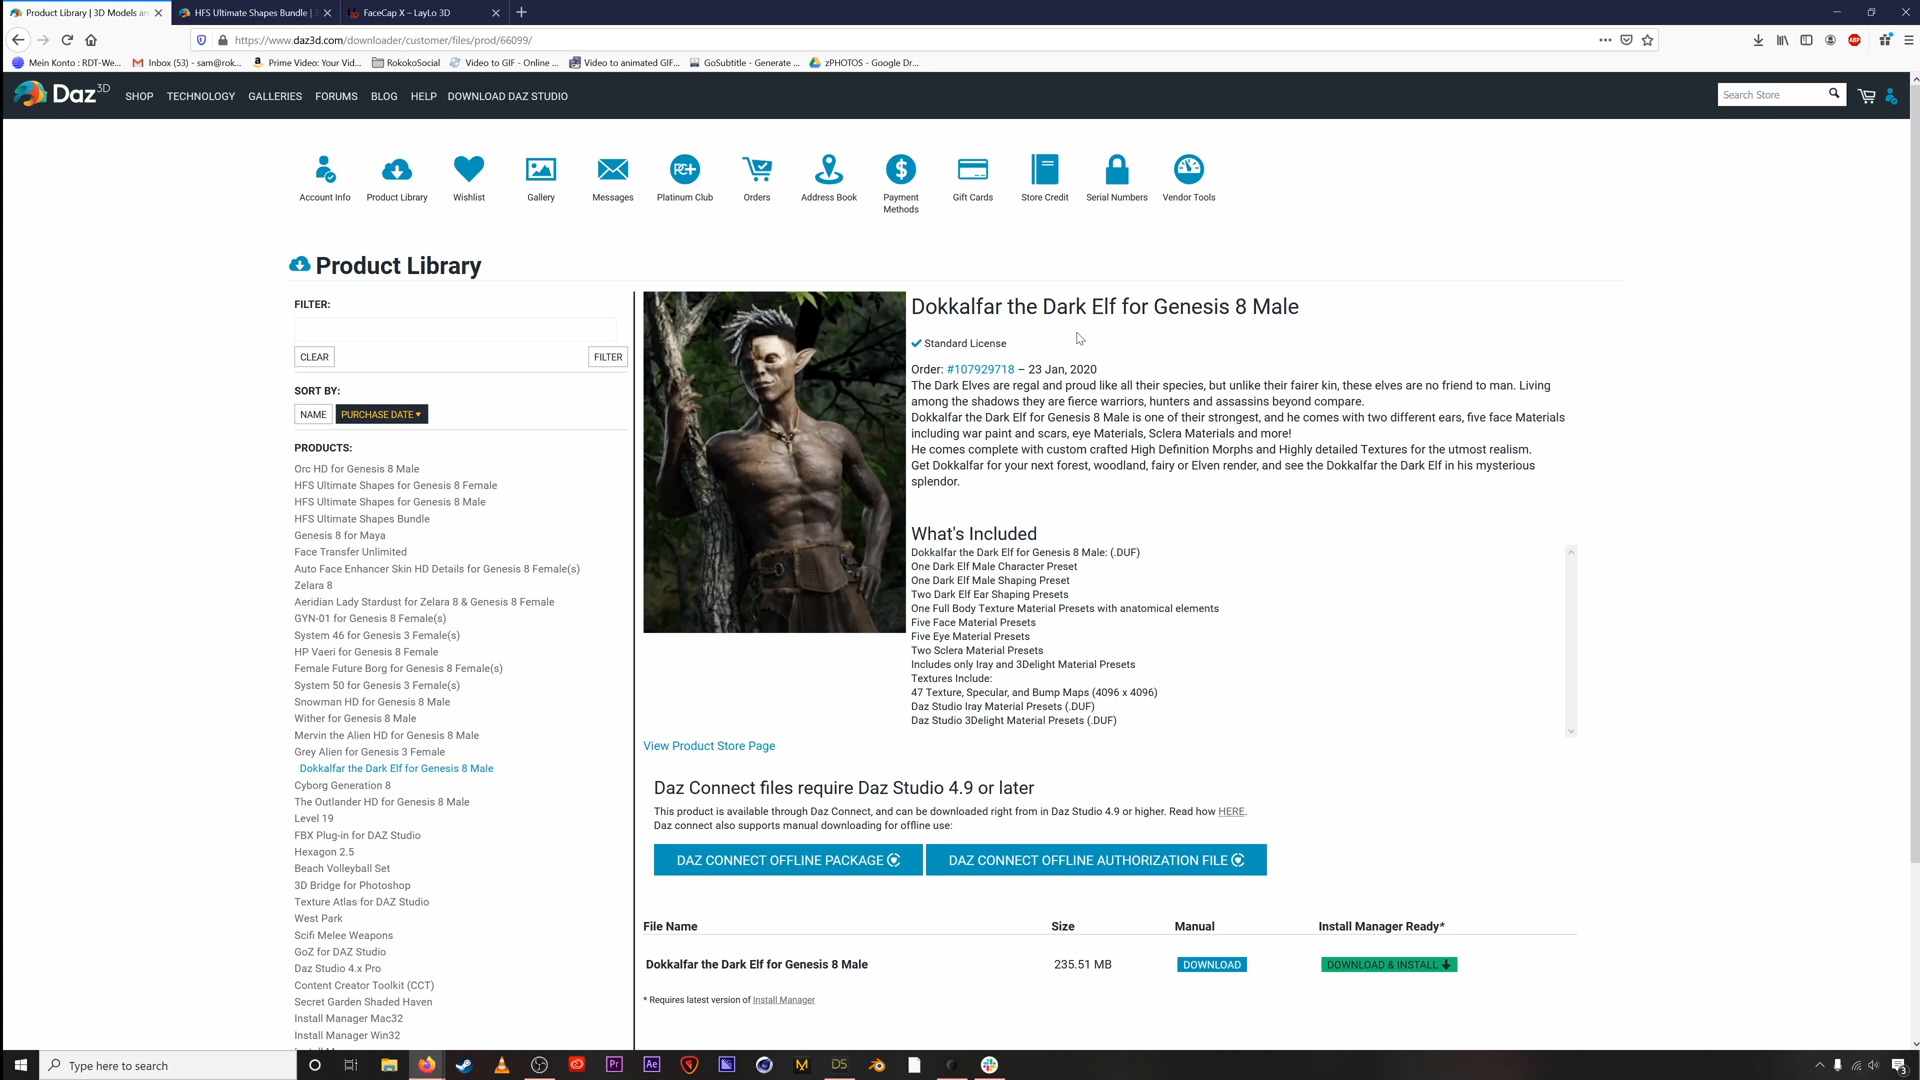 Product Library | 3D Models an
HFS Ultimate Shapes Bundle | 3
FaceCap X – LayLo 3D
https://www.daz3d.com/downloader/customer/files/prod/66099/
Mein Konto : RDT-We...
Inbox (53) - sam@rok...
Prime Video: Your Vid...
RokokoSocial
Video to GIF - Online ...
Video to animated GIF...
GoSubtitle - Generate ...
zPHOTOS - Google Dr...
Daz 3D
SHOP
TECHNOLOGY
GALLERIES
FORUMS
BLOG
HELP
DOWNLOAD DAZ STUDIO
Search Store
Account Info
Product Library
Wishlist
Gallery
Messages
PC+
Platinum Club
Orders
Address Book
Payment
Methods
Gift Cards
Store Credit
Serial Numbers
Vendor Tools
Product Library
FILTER:
CLEAR
FILTER
SORT BY:
NAME
PURCHASE DATE
PRODUCTS:
Orc HD for Genesis 8 Male
HFS Ultimate Shapes for Genesis 8 Female
HFS Ultimate Shapes for Genesis 8 Male
HFS Ultimate Shapes Bundle
Genesis 8 for Maya
Face Transfer Unlimited
Auto Face Enhancer Skin HD Details for Genesis 8 Female(s)
Zelara 8
Aeridian Lady Stardust for Zelara 8 & Genesis 8 Female
GYN-01 for Genesis 8 Female(s)
System 46 for Genesis 3 Female(s)
HP Vaeri for Genesis 8 Female
Female Future Borg for Genesis 8 Female(s)
System 50 for Genesis 3 Female(s)
Snowman HD for Genesis 8 Male
Wither for Genesis 8 Male
Mervin the Alien HD for Genesis 8 Male
Grey Alien for Genesis 3 Female
Dokkalfar the Dark Elf for Genesis 8 Male
Cyborg Generation 8
The Outlander HD for Genesis 8 Male
Level 19
FBX Plug-in for DAZ Studio
Hexagon 2.5
Beach Volleyball Set
3D Bridge for Photoshop
Texture Atlas for DAZ Studio
West Park
Scifi Melee Weapons
GoZ for DAZ Studio
Daz Studio 4.x Pro
Content Creator Toolkit (CCT)
Secret Garden Shaded Haven
Install Manager Mac32
Install Manager Win32
Dokkalfar the Dark Elf for Genesis 8 Male
Standard License
Order: #107929718 – 23 Jan, 2020
The Dark Elves are regal and proud like all their species, but unlike their fairer kin, these elves are no friend to man. Living
among the shadows they are fierce warriors, hunters and assassins beyond compare.
Dokkalfar the Dark Elf for Genesis 8 Male is one of their strongest, and he comes with two different ears, five face Materials
including war paint and scars, eye Materials, Sclera Materials and more!
He comes complete with custom crafted High Definition Morphs and Highly detailed Textures for the utmost realism.
Get Dokkalfar for your next forest, woodland, fairy or Elven render, and see the Dokkalfar the Dark Elf in his mysterious
splendor.
What's Included
Dokkalfar the Dark Elf for Genesis 8 Male: (.DUF)
One Dark Elf Male Character Preset
One Dark Elf Male Shaping Preset
Two Dark Elf Ear Shaping Presets
One Full Body Texture Material Presets with anatomical elements
Five Face Material Presets
Five Eye Material Presets
Two Sclera Material Presets
Includes only Iray and 3Delight Material Presets
Textures Include:
47 Texture, Specular, and Bump Maps (4096 x 4096)
Daz Studio Iray Material Presets (.DUF)
Daz Studio 3Delight Material Presets (.DUF)
View Product Store Page
Daz Connect files require Daz Studio 4.9 or later
This product is available through Daz Connect, and can be downloaded right from in Daz Studio 4.9 or higher. Read how HERE.
Daz connect also supports manual downloading for offline use:
DAZ CONNECT OFFLINE PACKAGE
DAZ CONNECT OFFLINE AUTHORIZATION FILE
File Name
Size
Manual
Install Manager Ready*
Dokkalfar the Dark Elf for Genesis 8 Male
235.51 MB
DOWNLOAD
DOWNLOAD & INSTALL
* Requires latest version of Install Manager
Type here to search
Pr
Ae
M
DS
3